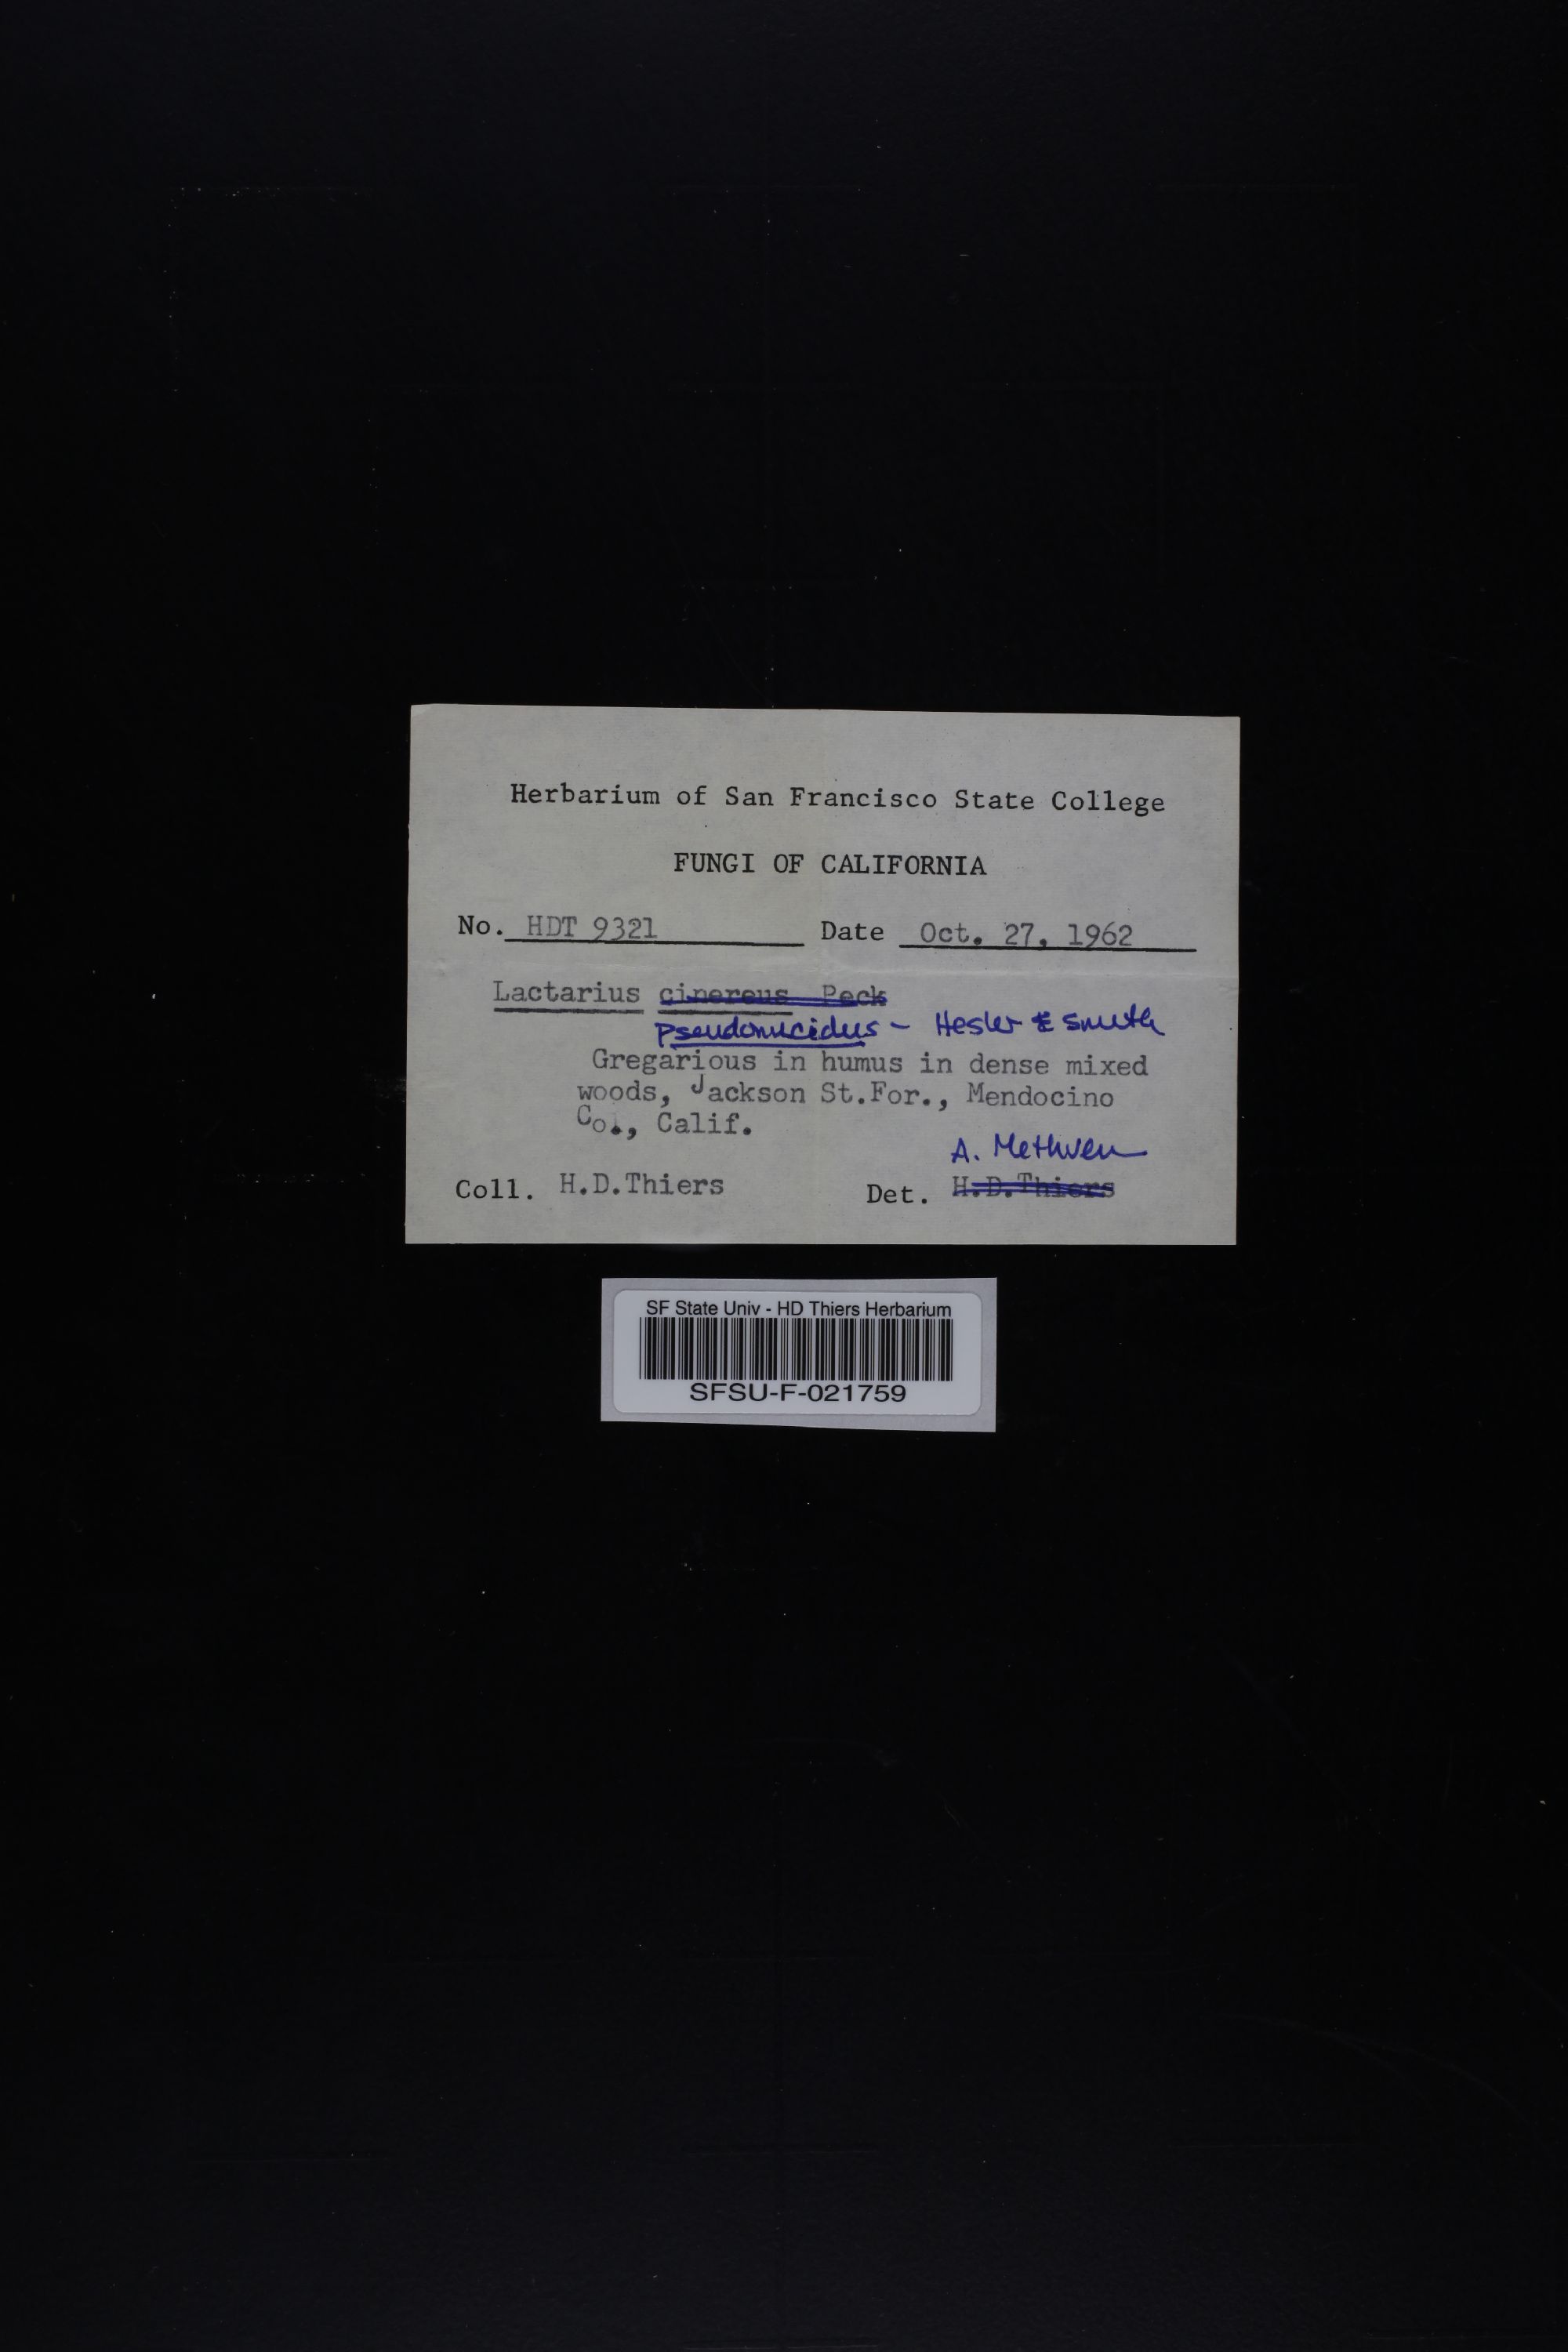 Herbarium of San Francisco State College
FUNGI OF CALIFORNIA
No. HDT 9321 Date Oct. 27, 1962
Lactarius cinereus Peck
pseudomucidus - Hesler & Smith
Gregarious in humus in dense mixed
woods, Jackson St.For., Mendocino
Co., Calif.
A. Methven
Coll. H.D.Thiers Det. H.D.Thiers
SF State Univ - HD Thiers Herbarium
SFSU-F-021759